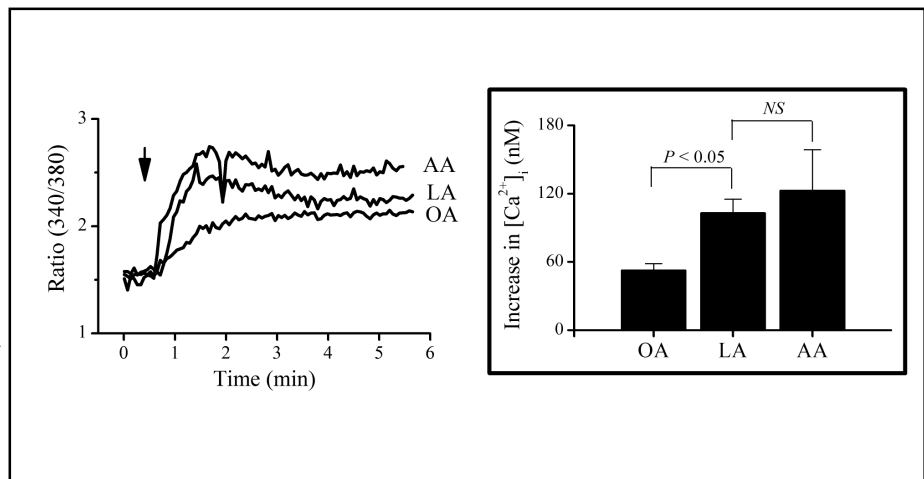 3
2
1
Ratio (340/380)
AA
LA
OA
0 1 2 3 4 5 6
Time (min)
180
120
60
0
Increase in [Ca²⁺]ᵢ (nM)
NS
P < 0.05
OA LA AA